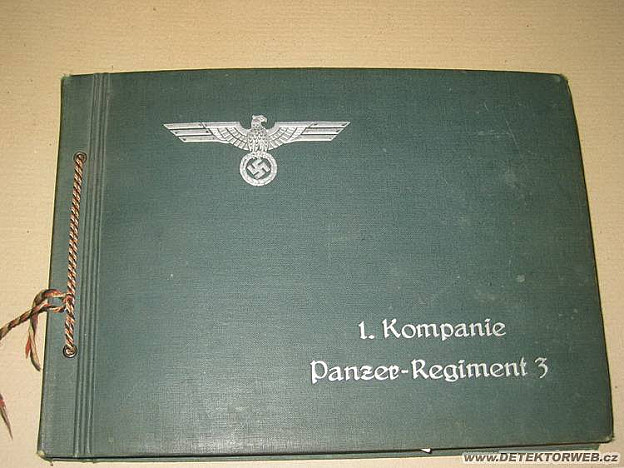 1. Kompanie
Panzer-Regiment 3
WWW.DETEKTORWEB.cz